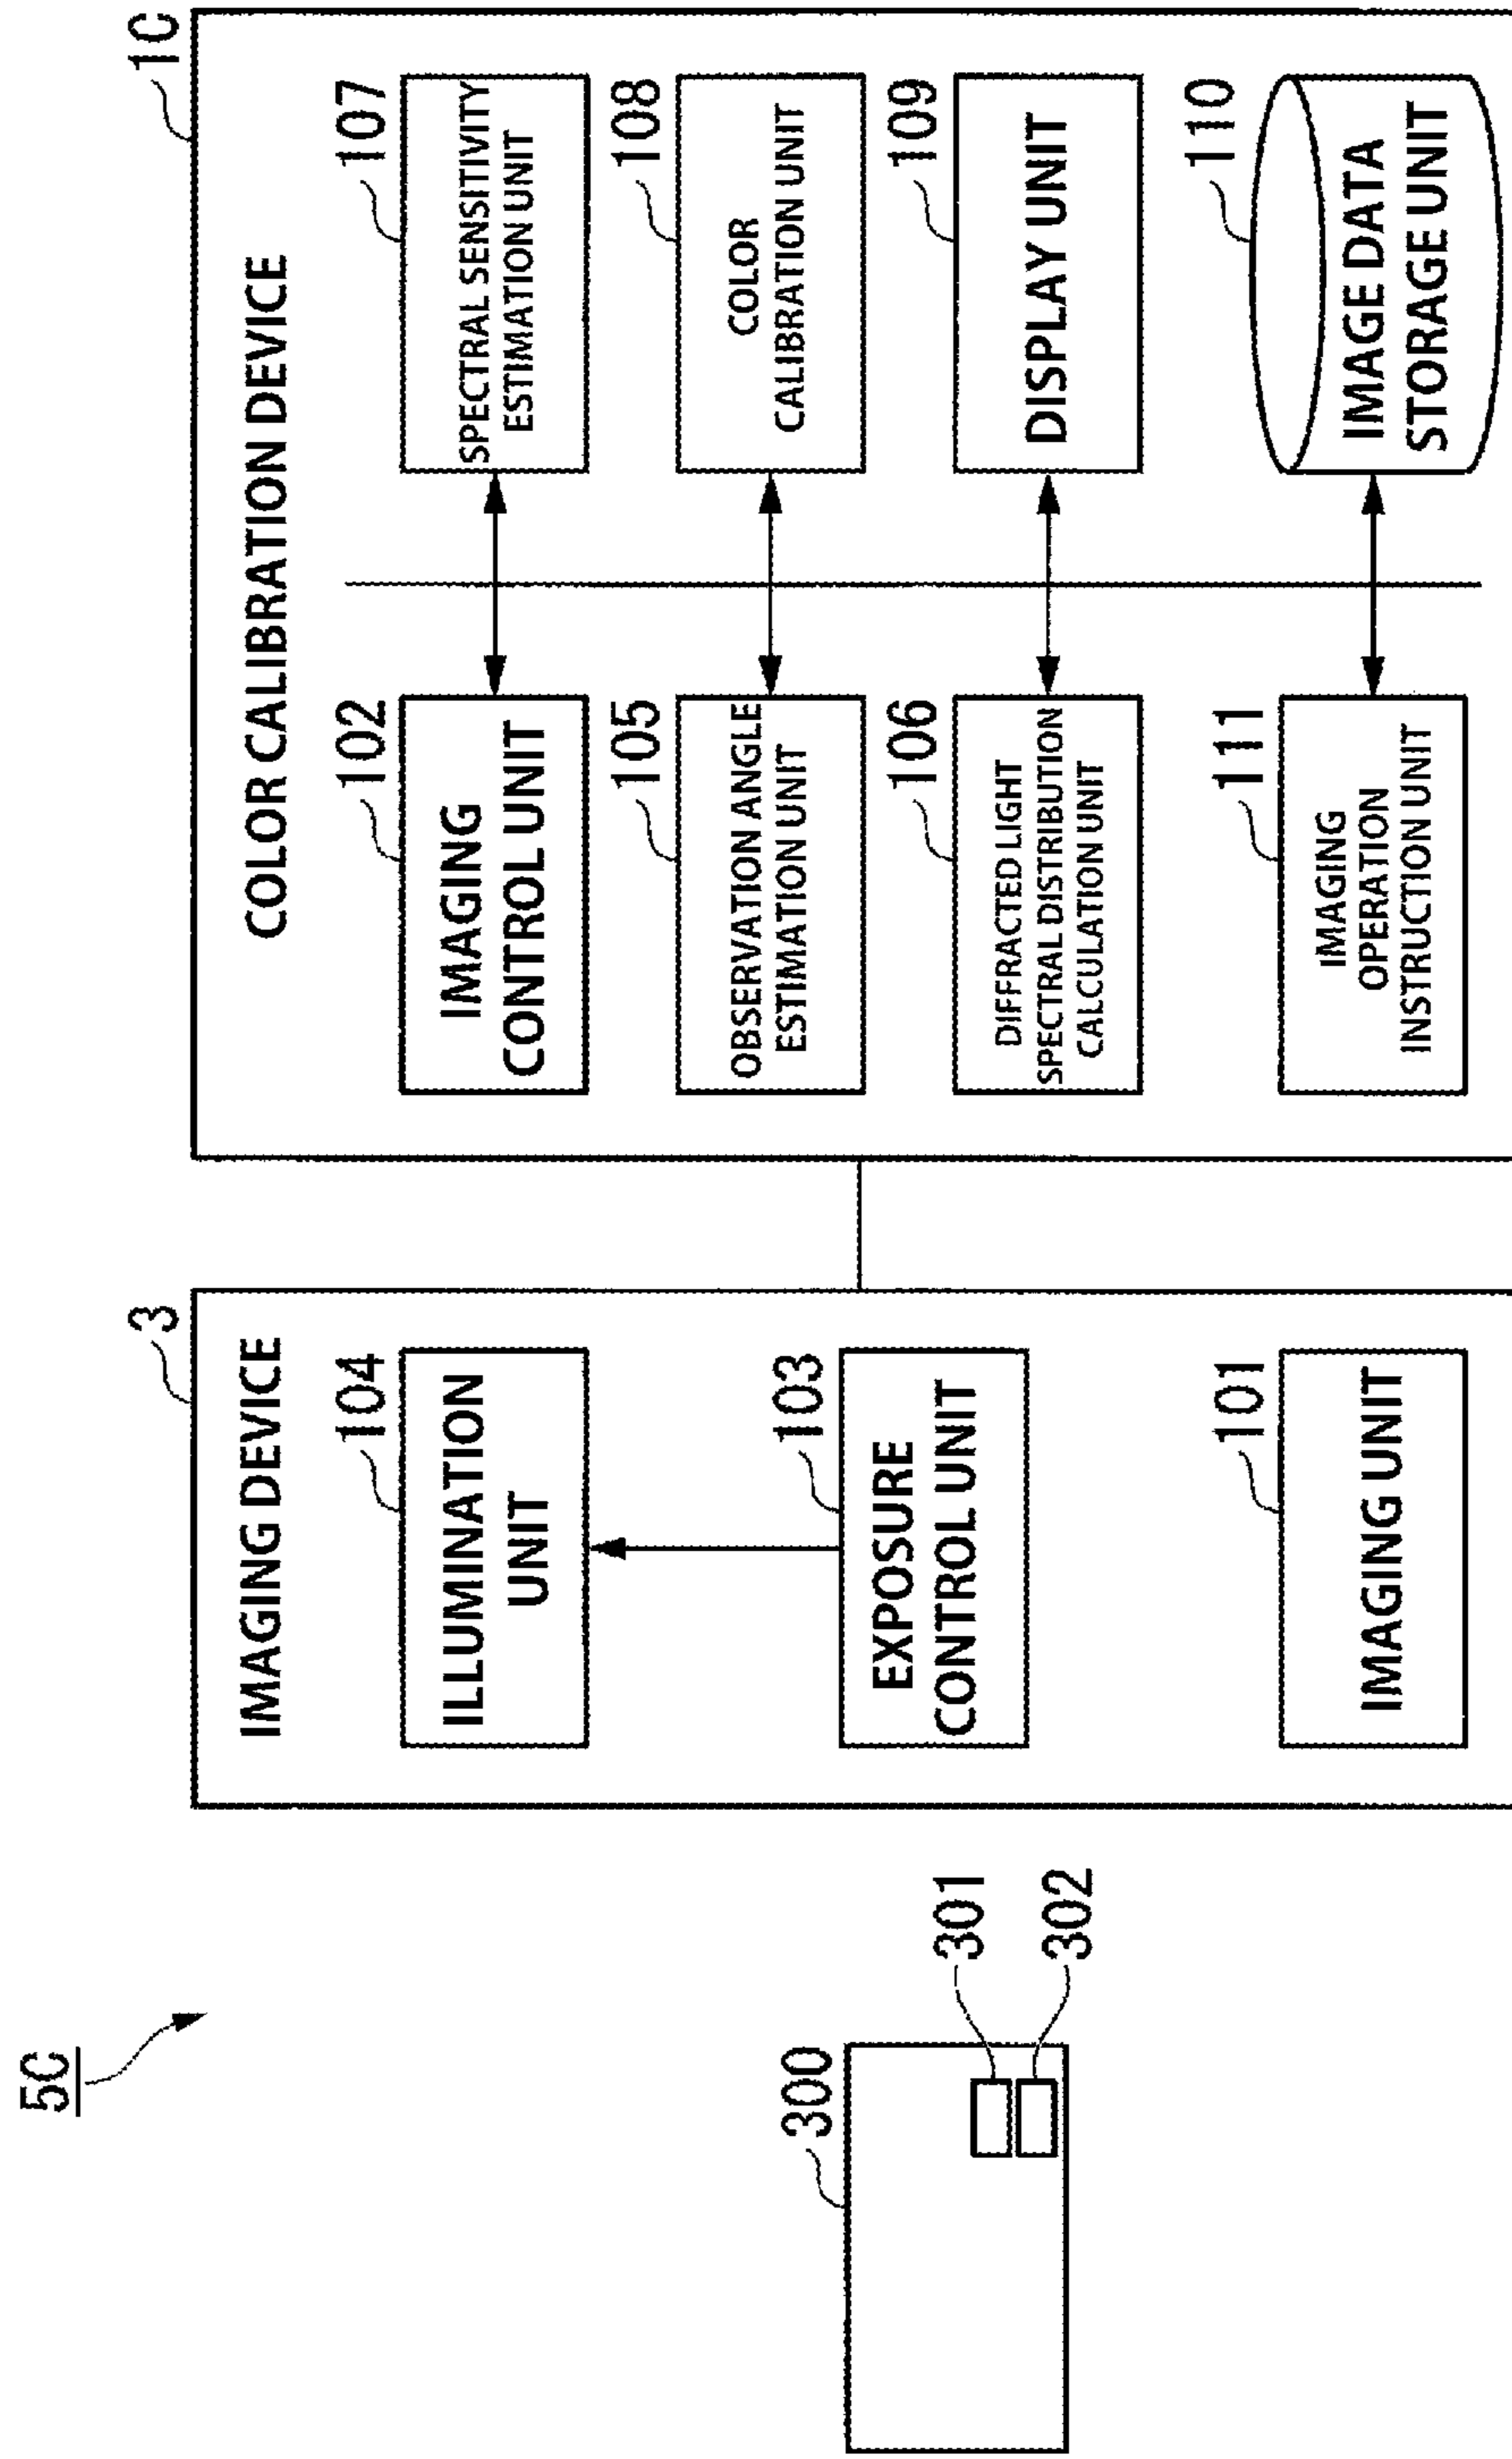 5C
300
301
302
3
IMAGING DEVICE
104
ILLUMINATION
UNIT
103
EXPOSURE
CONTROL UNIT
101
IMAGING UNIT
1C
COLOR CALIBRATION DEVICE
102
IMAGING
CONTROL UNIT
107
SPECTRAL SENSITIVITY
ESTIMATION UNIT
105
OBSERVATION ANGLE
ESTIMATION UNIT
108
COLOR
CALIBRATION UNIT
106
DIFFRACTED LIGHT
SPECTRAL DISTRIBUTION
CALCULATION UNIT
109
DISPLAY UNIT
111
IMAGING
OPERATION
INSTRUCTION UNIT
110
IMAGE DATA
STORAGE UNIT